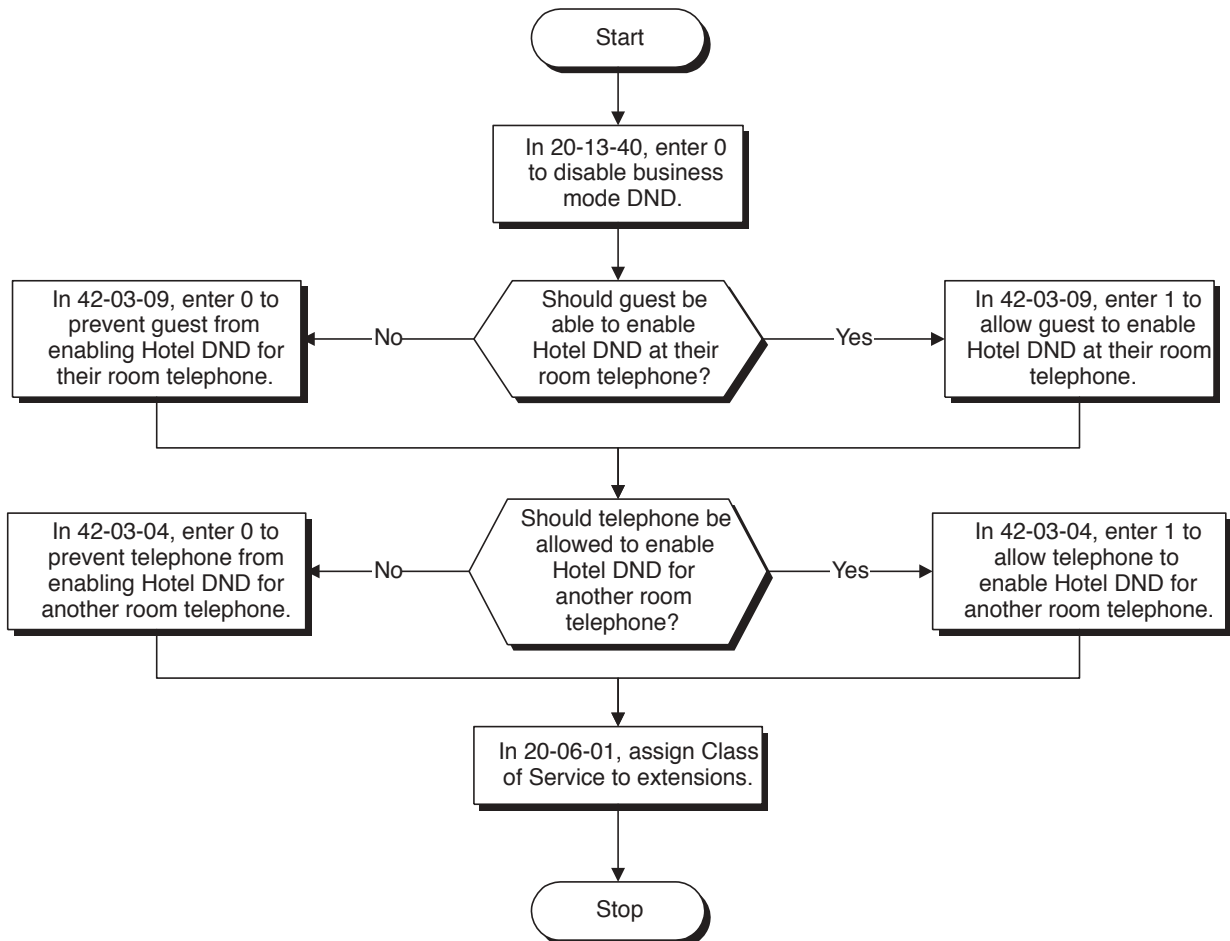 Start
In 20-13-40, enter 0
to disable business
mode DND.
In 42-03-09, enter 0 to
prevent guest from
enabling Hotel DND for
their room telephone.
No
Should guest be
able to enable
Hotel DND at their
room telephone?
Yes
In 42-03-09, enter 1 to
allow guest to enable
Hotel DND at their room
telephone.
In 42-03-04, enter 0 to
prevent telephone from
enabling Hotel DND for
another room telephone.
No
Should telephone be
allowed to enable
Hotel DND for
another room
telephone?
Yes
In 42-03-04, enter 1 to
allow telephone to
enable Hotel DND for
another room telephone.
In 20-06-01, assign Class
of Service to extensions.
Stop